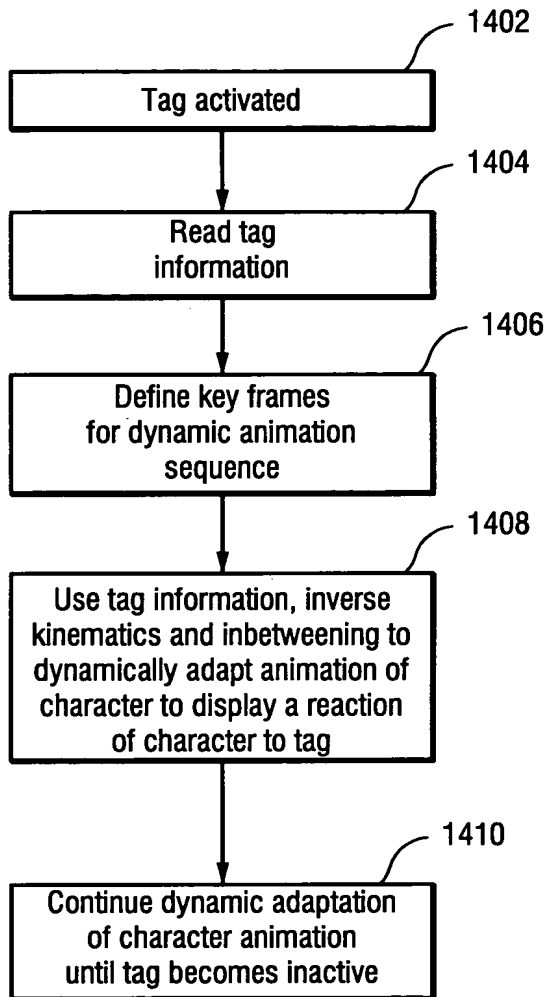 1402
Tag activated
1404
Read tag
information
1406
Define key frames
for dynamic animation
sequence
1408
Use tag information, inverse
kinematics and inbetweening to
dynamically adapt animation of
character to display a reaction
of character to tag
1410
Continue dynamic adaptation
of character animation
until tag becomes inactive